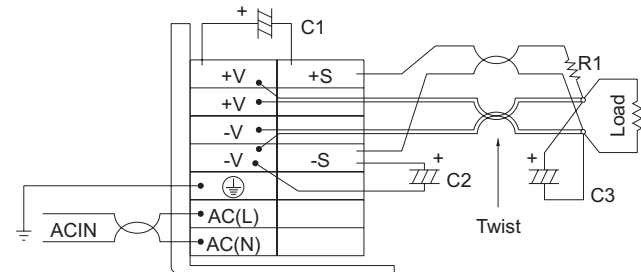 + C1
+V +S
R1
+V
-V
Load
+
-V -S
+
C2
C3
ACIN
AC(L)
AC(N)
Twist